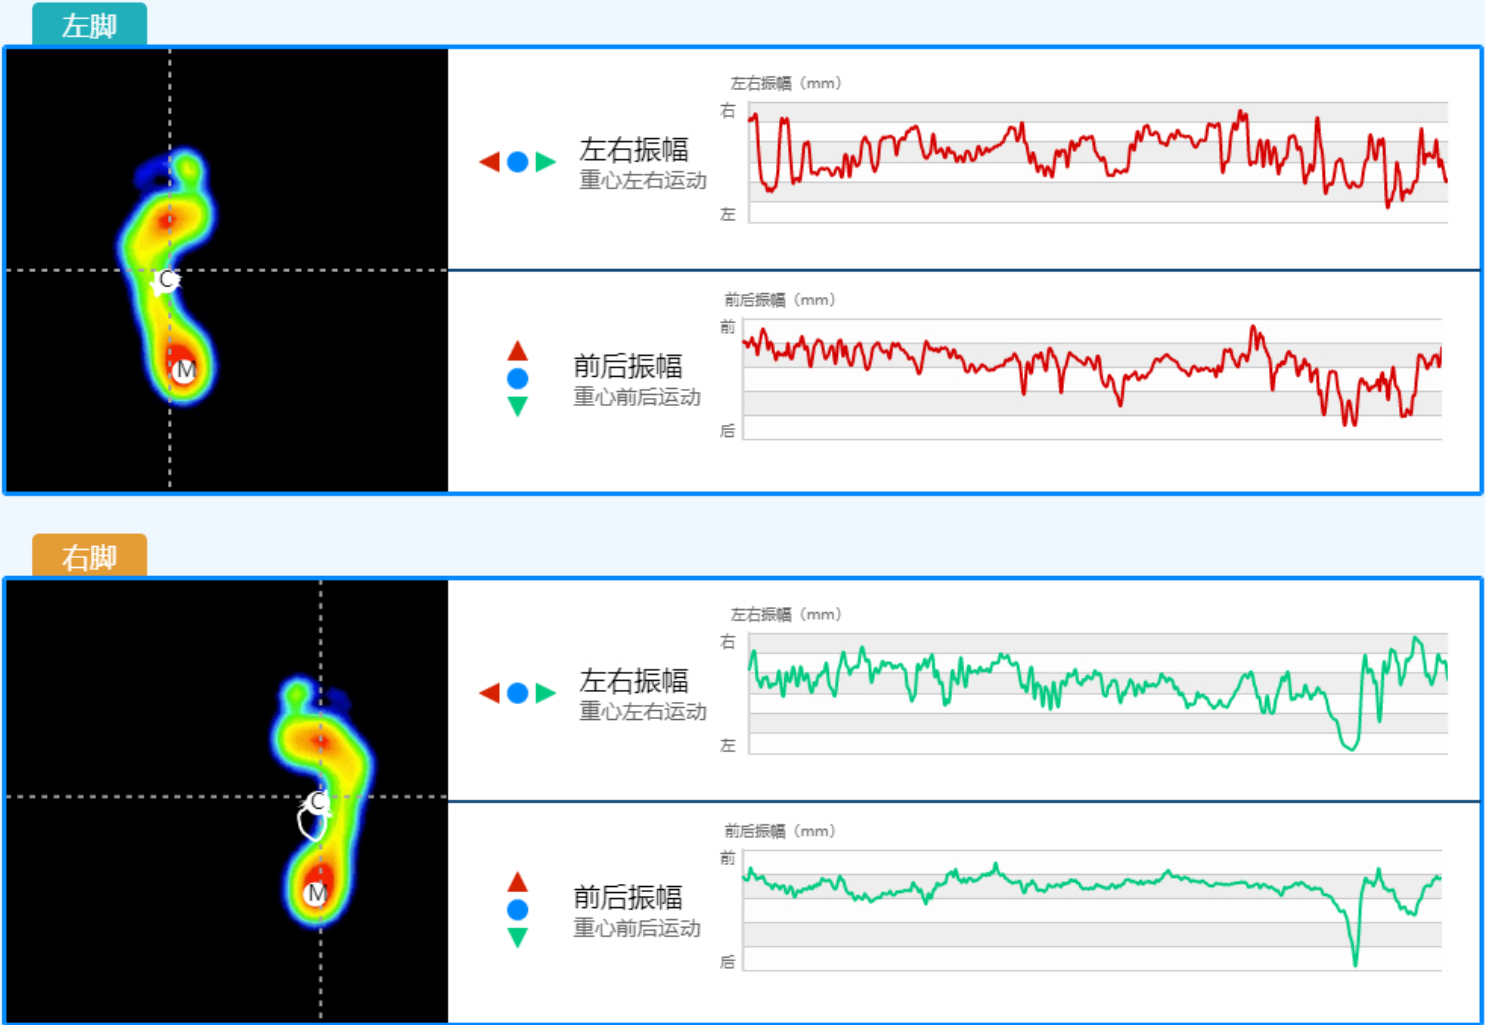 左脚
左右振幅（mm）
右
左右振幅
重心左右运动
左
C
M
前后振幅（mm）
前
前后振幅
重心前后运动
后
右脚
左右振幅（mm）
右
左右振幅
重心左右运动
左
C
M
前后振幅（mm）
前
前后振幅
重心前后运动
后